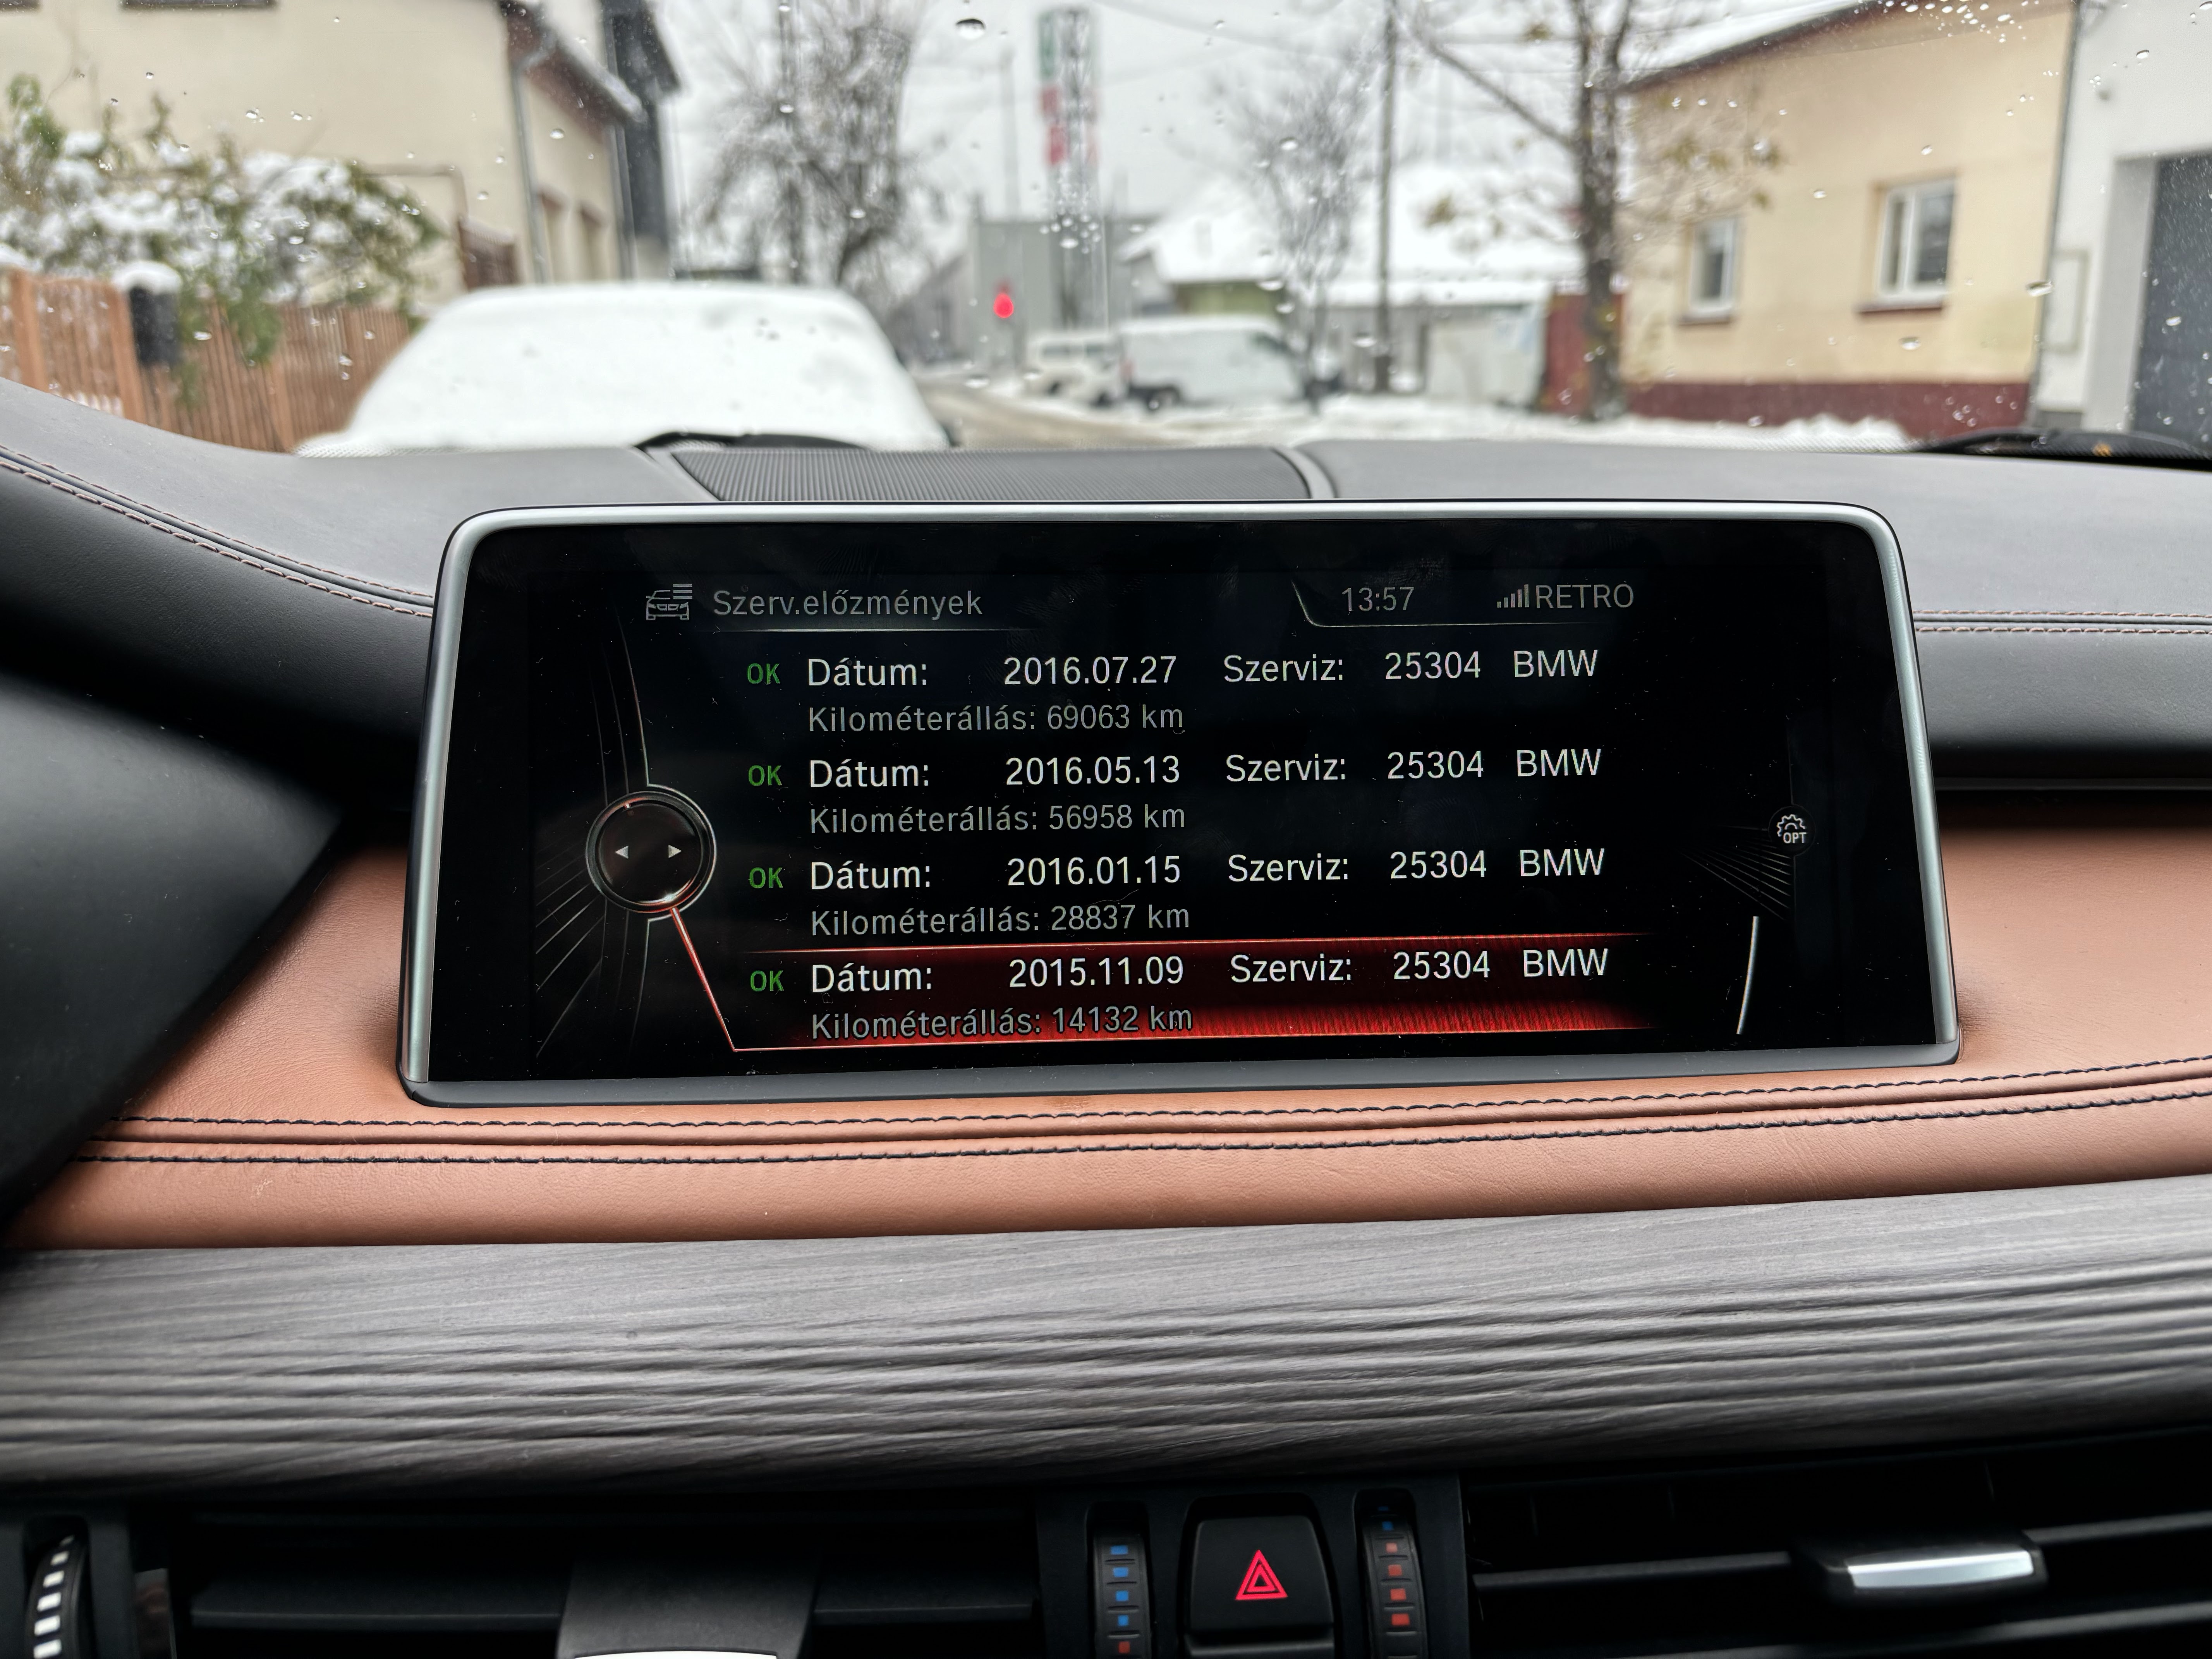 Szerv.előzmények 13:57 RETRO
OK Dátum: 2016.07.27 Szerviz: 25304 BMW
Kilométerállás: 69063 km
OK Dátum: 2016.05.13 Szerviz: 25304 BMW
Kilométerállás: 56958 km
OPT
OK Dátum: 2016.01.15 Szerviz: 25304 BMW
Kilométerállás: 28837 km
OK Dátum: 2015.11.09 Szerviz: 25304 BMW
Kilométerállás: 14132 km